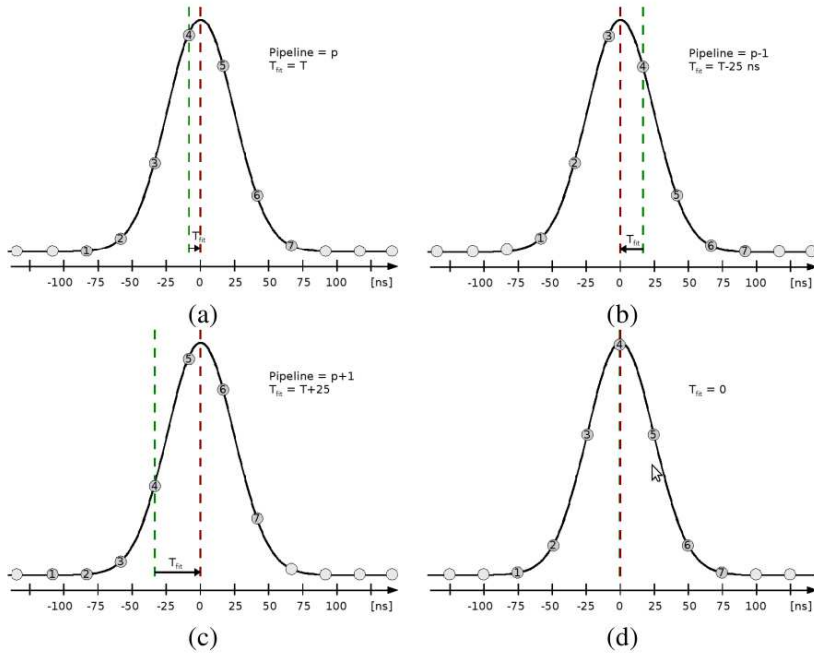 4
3
5
2
6
1
7
Pipeline = p
T_fit = T
T_fit
-100 -75 -50 -25 0 25 50 75 100 [ns]
(a)
3
4
2
5
1
6
7
Pipeline = p-1
T_fit = T-25 ns
T_fit
-100 -75 -50 -25 0 25 50 75 100 [ns]
(b)
5
6
4
7
3
1
2
Pipeline = p+1
T_fit = T+25
T_fit
-100 -75 -50 -25 0 25 50 75 100 [ns]
(c)
4
3
5
2
6
1
7
T_fit = 0
-100 -75 -50 -25 0 25 50 75 100 [ns]
(d)